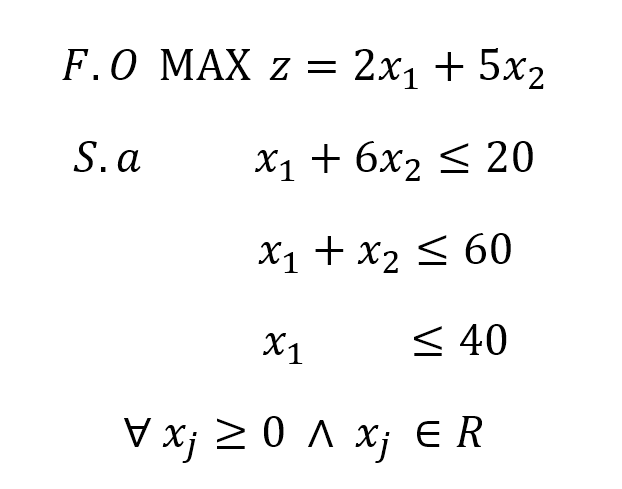 F.O MAX z = 2x₁ + 5x₂
S.a x₁ + 6x₂ ≤ 20
x₁ + x₂ ≤ 60
x₁ ≤ 40
∀ xⱼ ≥ 0 ∧ xⱼ ∈ R